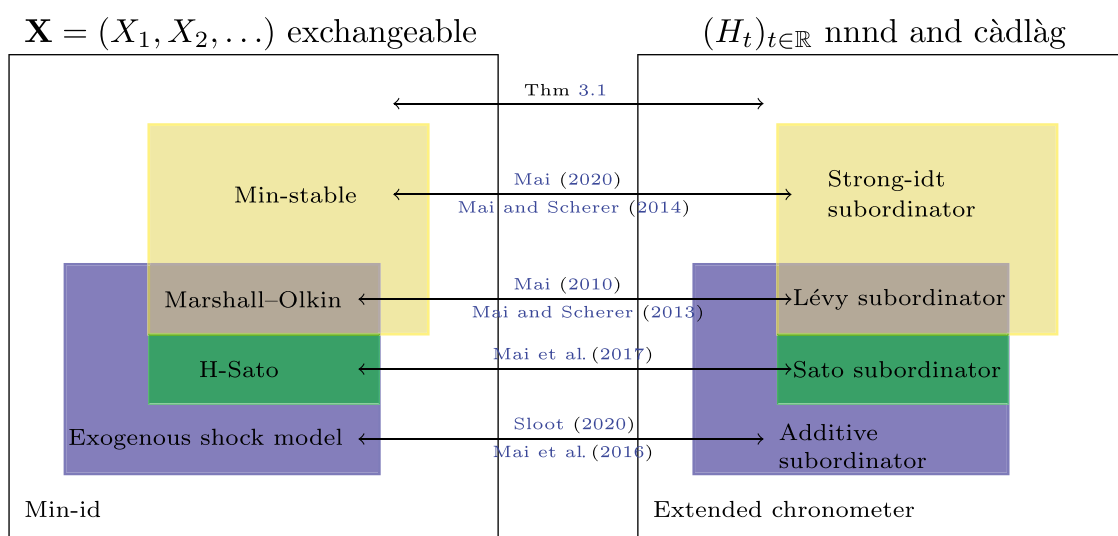 X = (X₁, X₂, …) exchangeable
(Hₜ)ₜ∈ℝ nnnd and càdlàg
Thm 3.1
Min-stable
Mai (2020)
Mai and Scherer (2014)
Strong-idt
subordinator
Marshall–Olkin
Mai (2010)
Mai and Scherer (2013)
Lévy subordinator
H-Sato
Mai et al. (2017)
Sato subordinator
Exogenous shock model
Sloot (2020)
Mai et al. (2016)
Additive
subordinator
Min-id
Extended chronometer